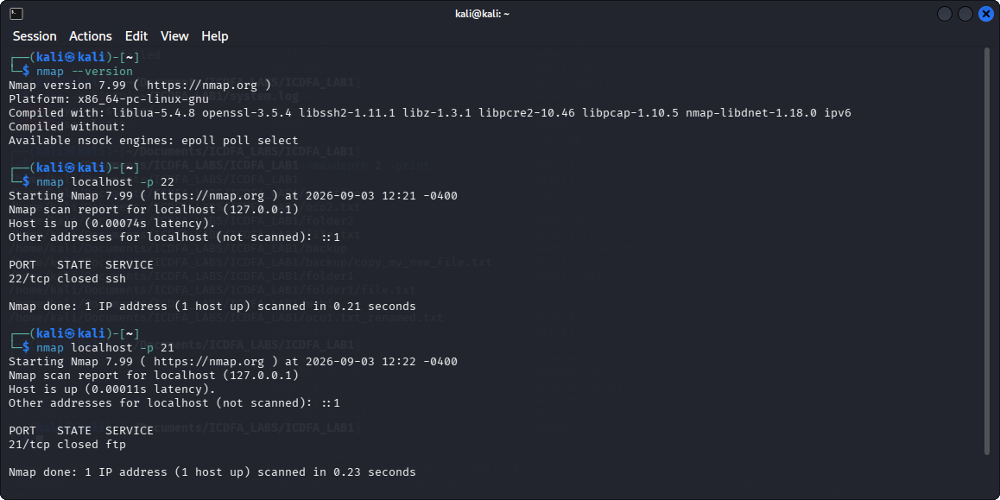 kali@kali: ~
Session Actions Edit View Help
┌──(kali㉿kali)-[~]
└─$ nmap --version
Nmap version 7.99 ( https://nmap.org )
Platform: x86_64-pc-linux-gnu
Compiled with: liblua-5.4.8 openssl-3.5.4 libssh2-1.11.1 libz-1.3.1 libpcre2-10.46 libpcap-1.10.5 nmap-libdnet-1.18.0 ipv6
Compiled without:
Available nsock engines: epoll poll select
┌──(kali㉿kali)-[~]
└─$ nmap localhost -p 22
Starting Nmap 7.99 ( https://nmap.org ) at 2026-09-03 12:21 -0400
Nmap scan report for localhost (127.0.0.1)
Host is up (0.00074s latency).
Other addresses for localhost (not scanned): ::1
PORT   STATE  SERVICE
22/tcp closed ssh
Nmap done: 1 IP address (1 host up) scanned in 0.21 seconds
┌──(kali㉿kali)-[~]
└─$ nmap localhost -p 21
Starting Nmap 7.99 ( https://nmap.org ) at 2026-09-03 12:22 -0400
Nmap scan report for localhost (127.0.0.1)
Host is up (0.00011s latency).
Other addresses for localhost (not scanned): ::1
PORT   STATE  SERVICE
21/tcp closed ftp
Nmap done: 1 IP address (1 host up) scanned in 0.23 seconds